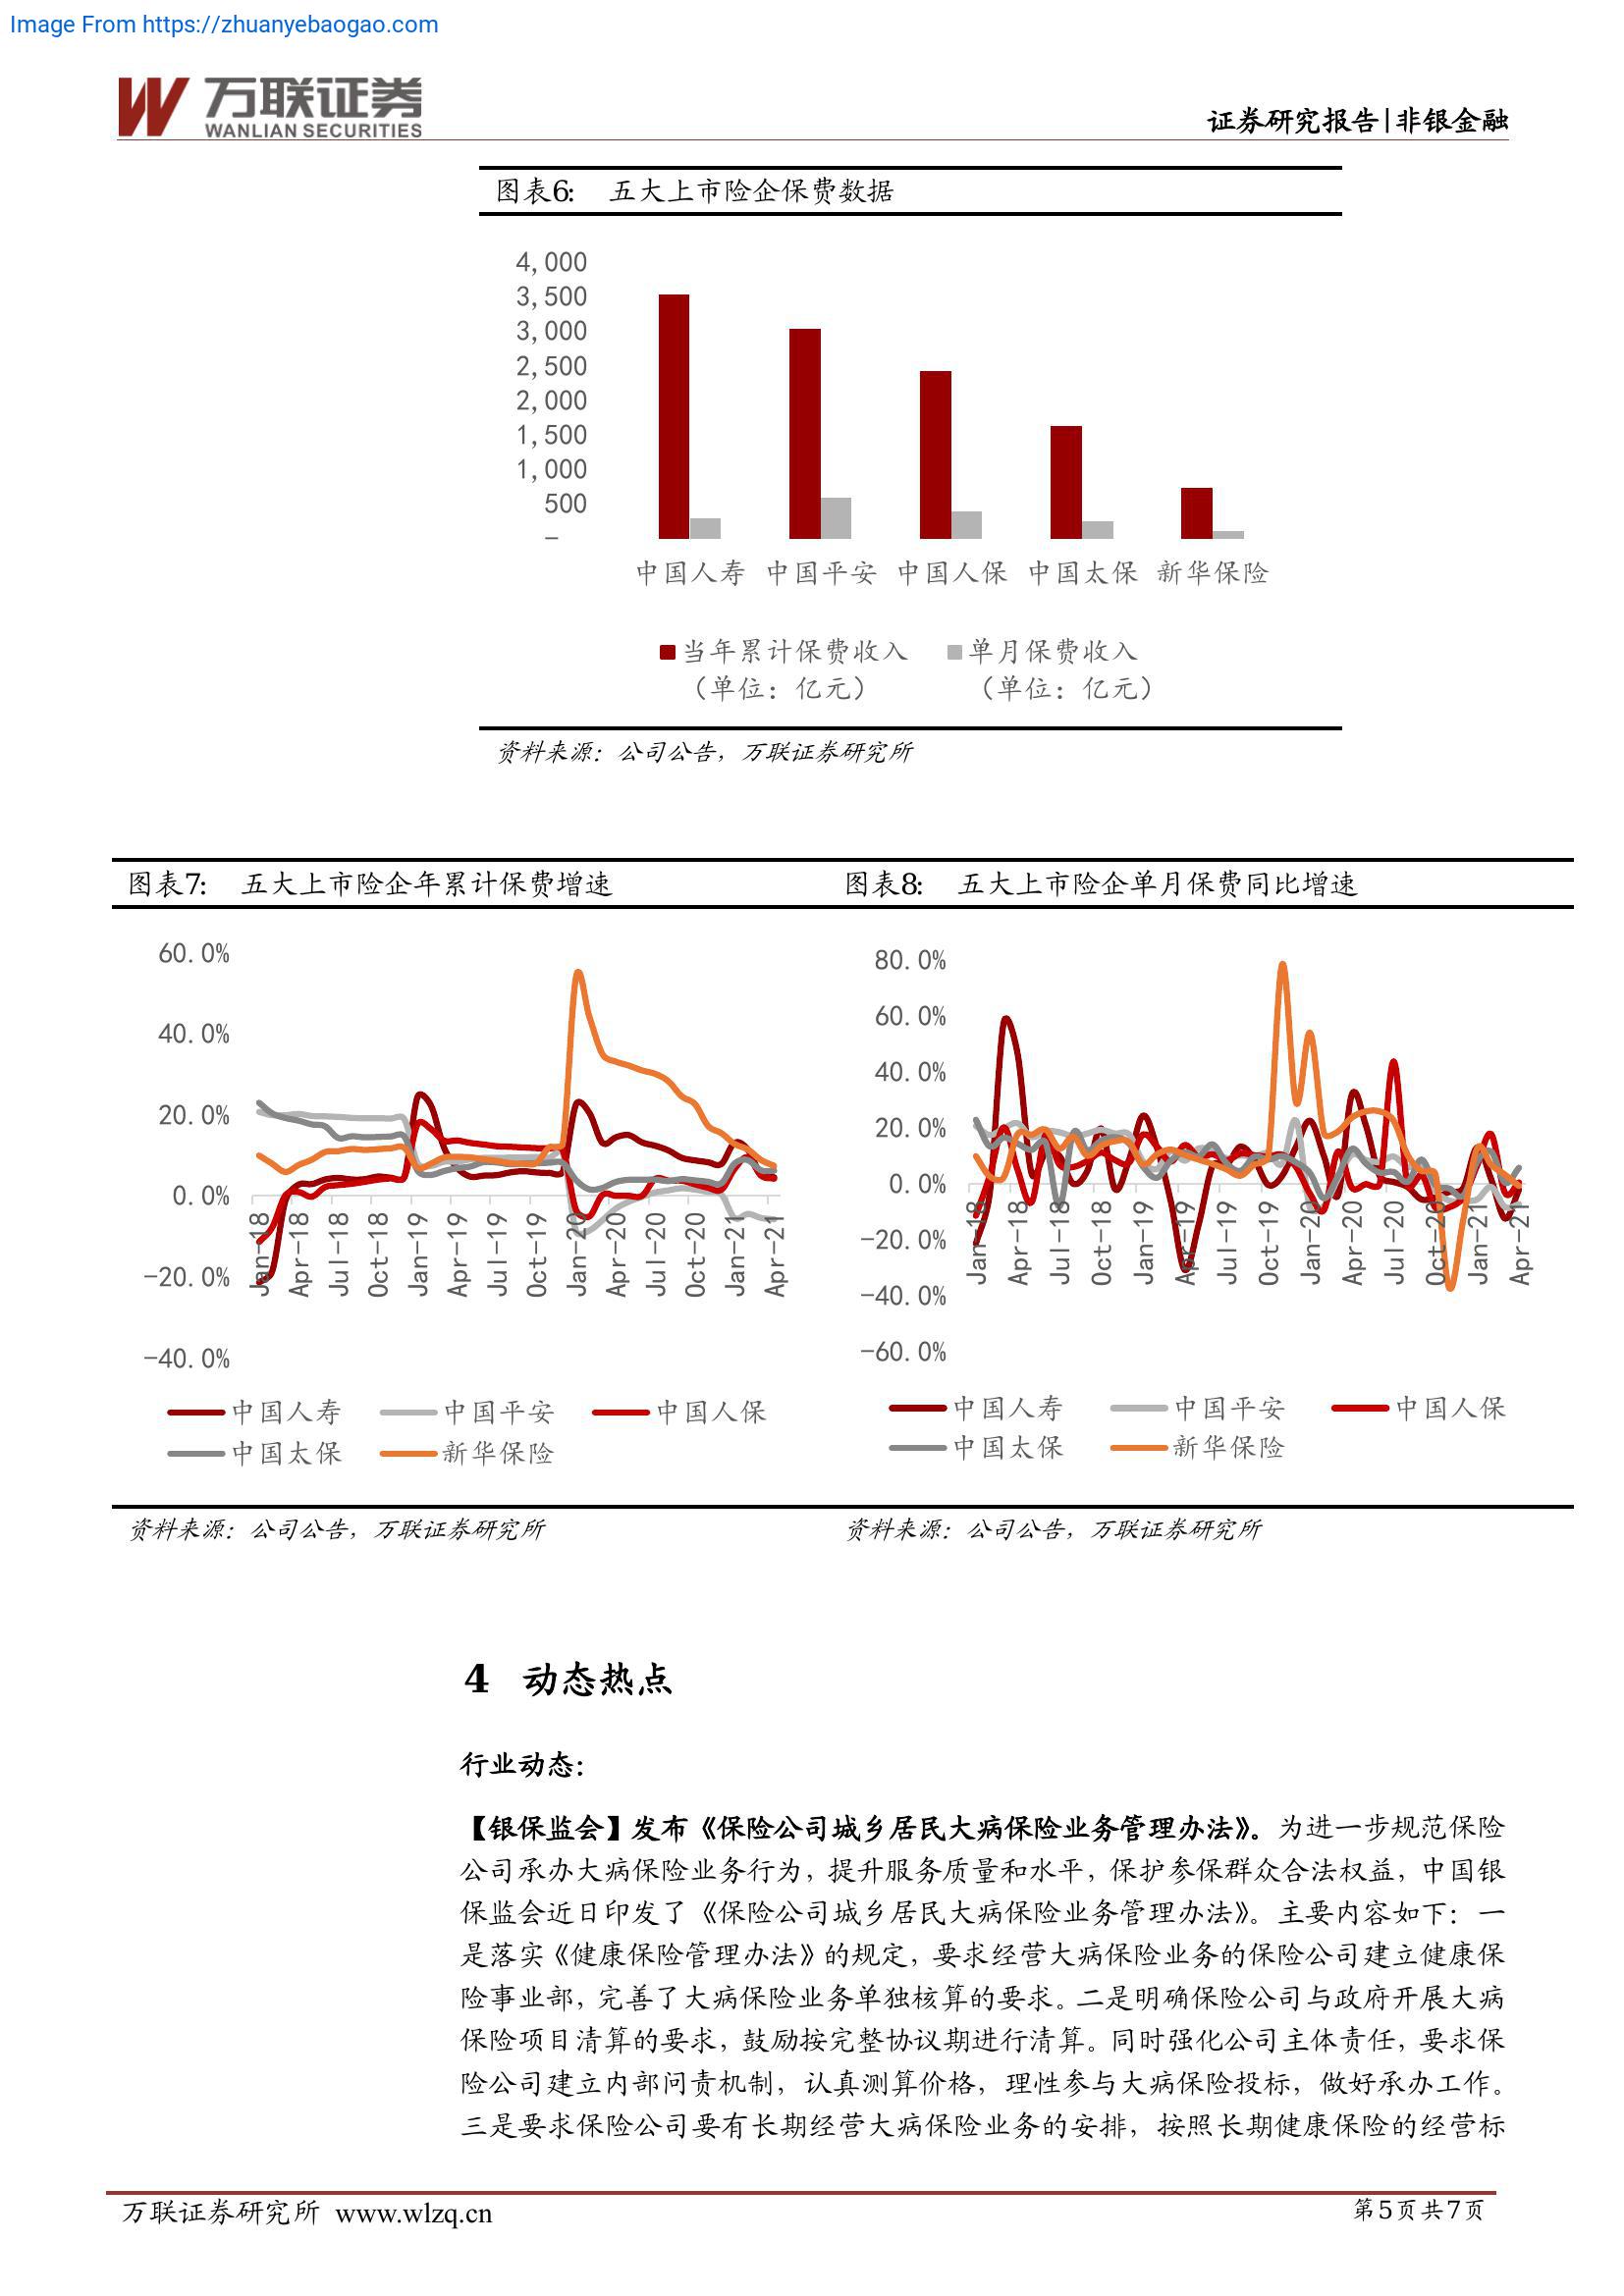 Image From https://zhuanyebaogao.com
万联证券
WANLIAN SECURITIES
证券研究报告|非银金融
图表6: 五大上市险企保费数据
4,000
3,500
3,000
2,500
2,000
1,500
1,000
500
-
中国人寿 中国平安 中国人保 中国太保 新华保险
当年累计保费收入 单月保费收入
（单位：亿元） （单位：亿元）
资料来源：公司公告，万联证券研究所
图表7: 五大上市险企年累计保费增速
60.0%
40.0%
20.0%
0.0%
-20.0%
-40.0%
Jan-18 Apr-18 Jul-18 Oct-18 Jan-19 Apr-19 Jul-19 Oct-19 Jan-20 Apr-20 Jul-20 Oct-20 Jan-21 Apr-21
中国人寿 中国平安 中国人保
中国太保 新华保险
资料来源：公司公告，万联证券研究所
图表8: 五大上市险企单月保费同比增速
80.0%
60.0%
40.0%
20.0%
0.0%
-20.0%
-40.0%
-60.0%
Jan-18 Apr-18 Jul-18 Oct-18 Jan-19 Apr-19 Jul-19 Oct-19 Jan-20 Apr-20 Jul-20 Oct-20 Jan-21 Apr-21
中国人寿 中国平安 中国人保
中国太保 新华保险
资料来源：公司公告，万联证券研究所
4 动态热点
行业动态：
【银保监会】发布《保险公司城乡居民大病保险业务管理办法》。为进一步规范保险
公司承办大病保险业务行为，提升服务质量和水平，保护参保群众合法权益，中国银
保监会近日印发了《保险公司城乡居民大病保险业务管理办法》。主要内容如下：一
是落实《健康保险管理办法》的规定，要求经营大病保险业务的保险公司建立健康保
险事业部，完善了大病保险业务单独核算的要求。二是明确保险公司与政府开展大病
保险项目清算的要求，鼓励按完整协议期进行清算。同时强化公司主体责任，要求保
险公司建立内部问责机制，认真测算价格，理性参与大病保险投标，做好承办工作。
三是要求保险公司要有长期经营大病保险业务的安排，按照长期健康保险的经营标
万联证券研究所 www.wlzq.cn
第5页共7页